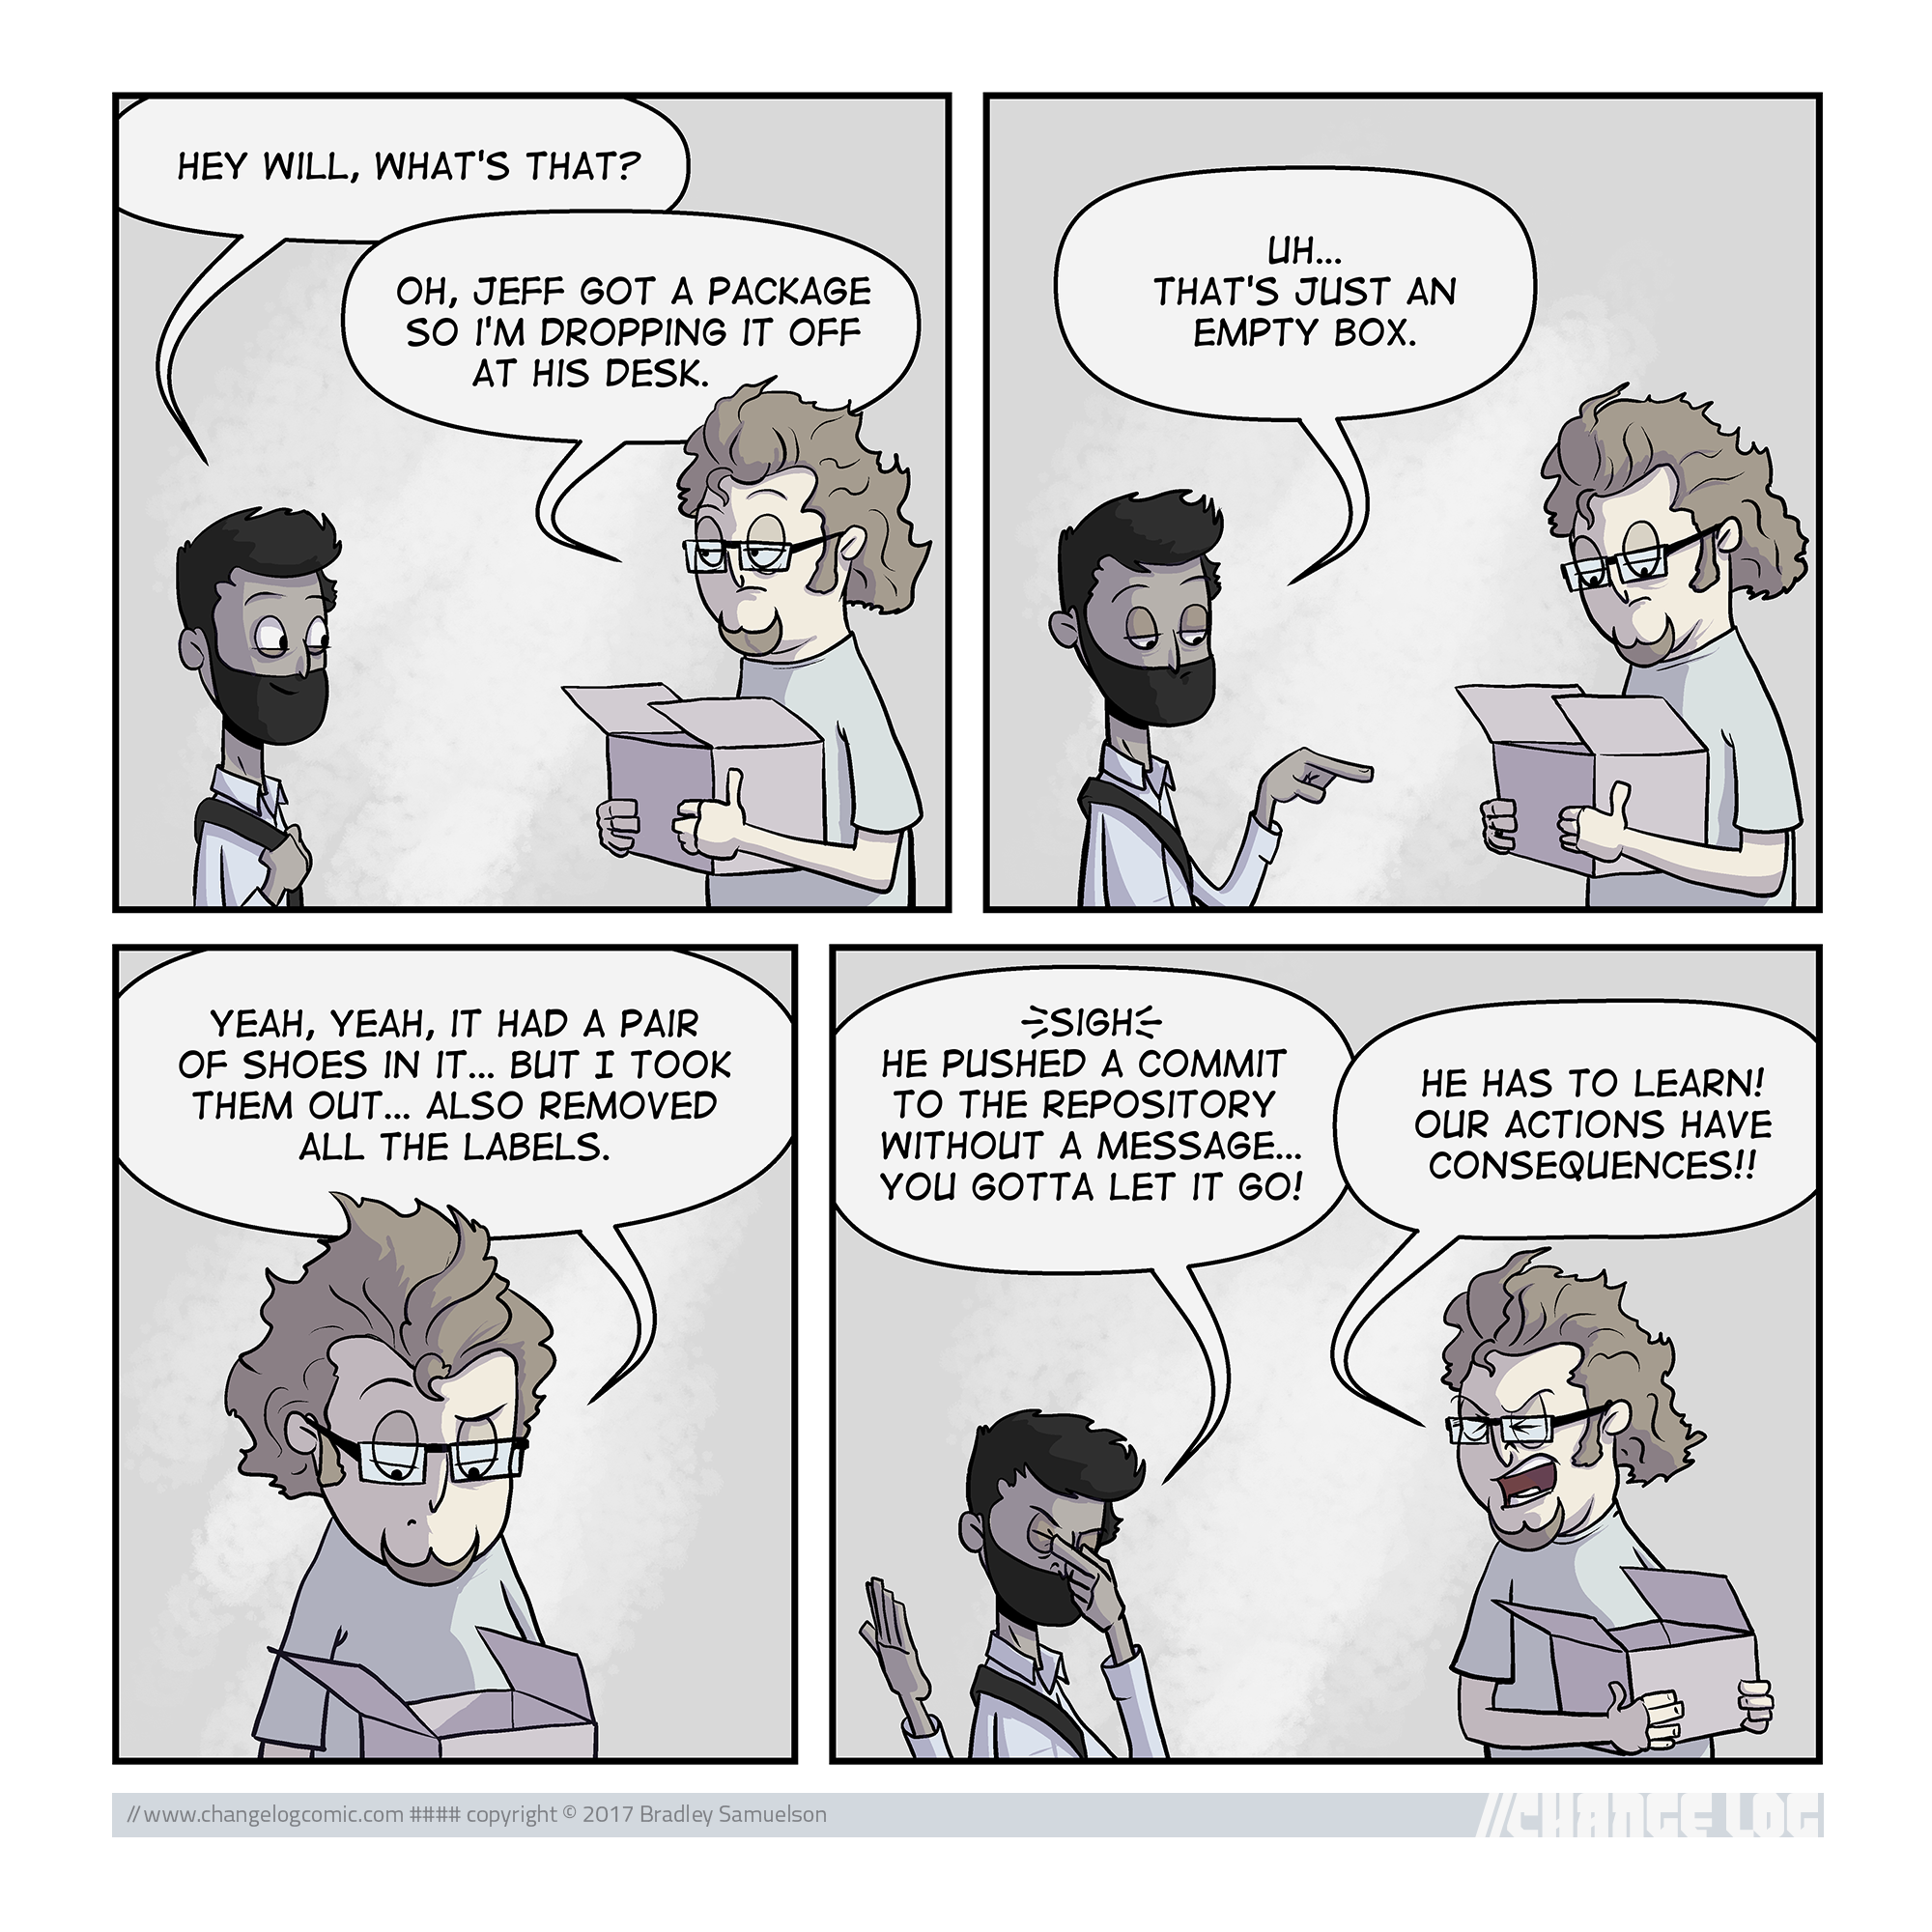 HEY WILL, WHAT'S THAT?
OH, JEFF GOT A PACKAGE
SO I'M DROPPING IT OFF
AT HIS DESK.
UH...
THAT'S JUST AN
EMPTY BOX.
YEAH, YEAH, IT HAD A PAIR
OF SHOES IN IT... BUT I TOOK
THEM OUT... ALSO REMOVED
ALL THE LABELS.
SIGH
HE PUSHED A COMMIT
TO THE REPOSITORY
WITHOUT A MESSAGE...
YOU GOTTA LET IT GO!
HE HAS TO LEARN!
OUR ACTIONS HAVE
CONSEQUENCES!!
// www.changelogcomic.com #### copyright © 2017 Bradley Samuelson
//CHANGE LOG